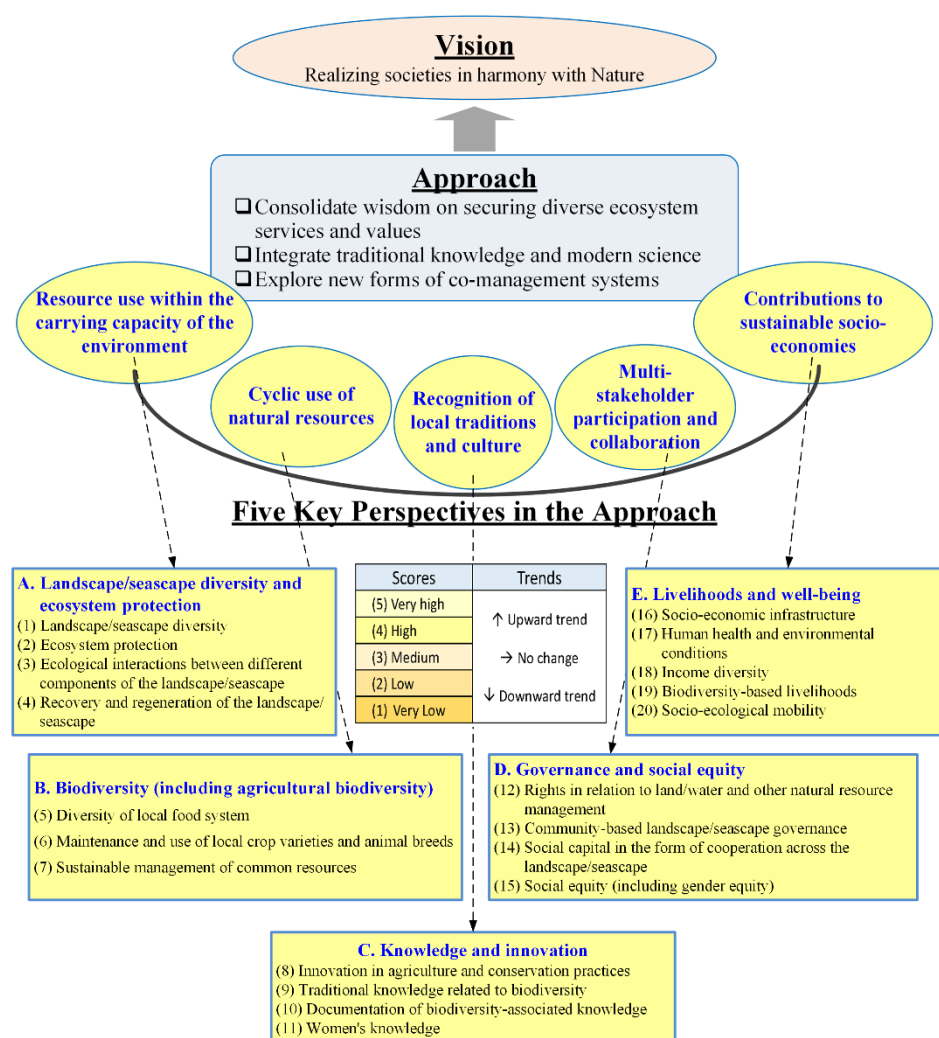 Vision
Realizing societies in harmony with Nature
Approach
❑Consolidate wisdom on securing diverse ecosystem
services and values
❑Integrate traditional knowledge and modern science
❑Explore new forms of co-management systems
Resource use within the
carrying capacity of the
environment
Cyclic use of
natural resources
Recognition of
local traditions
and culture
Multi-
stakeholder
participation and
collaboration
Contributions to
sustainable socio-
economies
Five Key Perspectives in the Approach
A. Landscape/seascape diversity and
ecosystem protection
(1) Landscape/seascape diversity
(2) Ecosystem protection
(3) Ecological interactions between different
components of the landscape/seascape
(4) Recovery and regeneration of the landscape/
seascape
Scores Trends
(5) Very high
(4) High
(3) Medium
(2) Low
(1) Very Low
↑ Upward trend
→ No change
↓ Downward trend
E. Livelihoods and well-being
(16) Socio-economic infrastructure
(17) Human health and environmental
conditions
(18) Income diversity
(19) Biodiversity-based livelihoods
(20) Socio-ecological mobility
B. Biodiversity (including agricultural biodiversity)
(5) Diversity of local food system
(6) Maintenance and use of local crop varieties and animal breeds
(7) Sustainable management of common resources
D. Governance and social equity
(12) Rights in relation to land/water and other natural resource
management
(13) Community-based landscape/seascape governance
(14) Social capital in the form of cooperation across the
landscape/seascape
(15) Social equity (including gender equity)
C. Knowledge and innovation
(8) Innovation in agriculture and conservation practices
(9) Traditional knowledge related to biodiversity
(10) Documentation of biodiversity-associated knowledge
(11) Women's knowledge